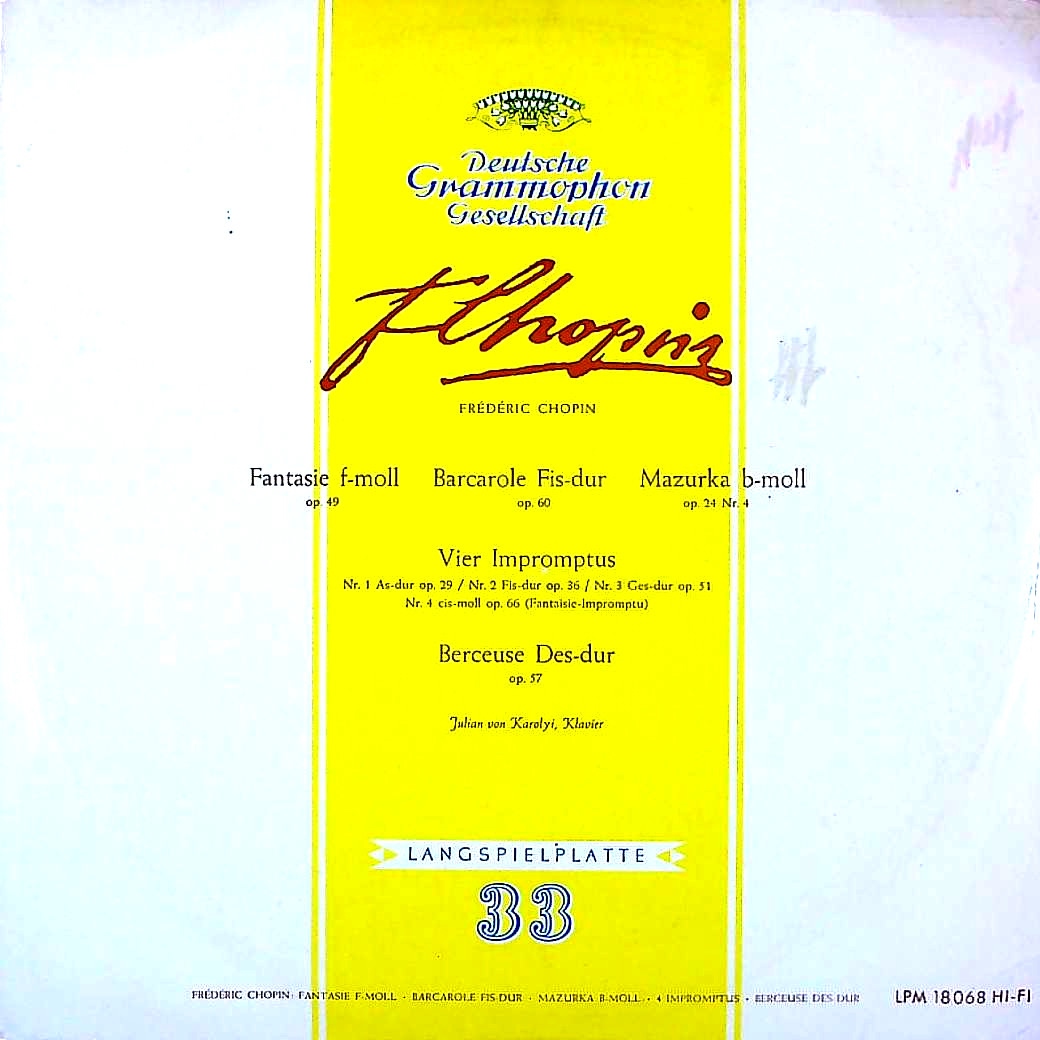 Deutsche
Grammophon
Gesellschaft
FChopin
FRÉDÉRIC CHOPIN
Fantasie f-moll Barcarole Fis-dur Mazurka b-moll
op. 49 op. 60 op. 24 Nr. 4
Vier Impromptus
Nr. 1 As-dur op. 29 / Nr. 2 Fis-dur op. 36 / Nr. 3 Ges-dur op. 51
Nr. 4 cis-moll op. 66 (Fantaisie-Impromptu)
Berceuse Des-dur
op. 57
Julian von Karolyi, Klavier
LANGSPIELPLATTE
33
FRÉDÉRIC CHOPIN: FANTASIE F-MOLL · BARCAROLE FIS-DUR · MAZURKA B-MOLL · 4 IMPROMPTUS · BERCEUSE DES-DUR LPM 18068 HI-FI